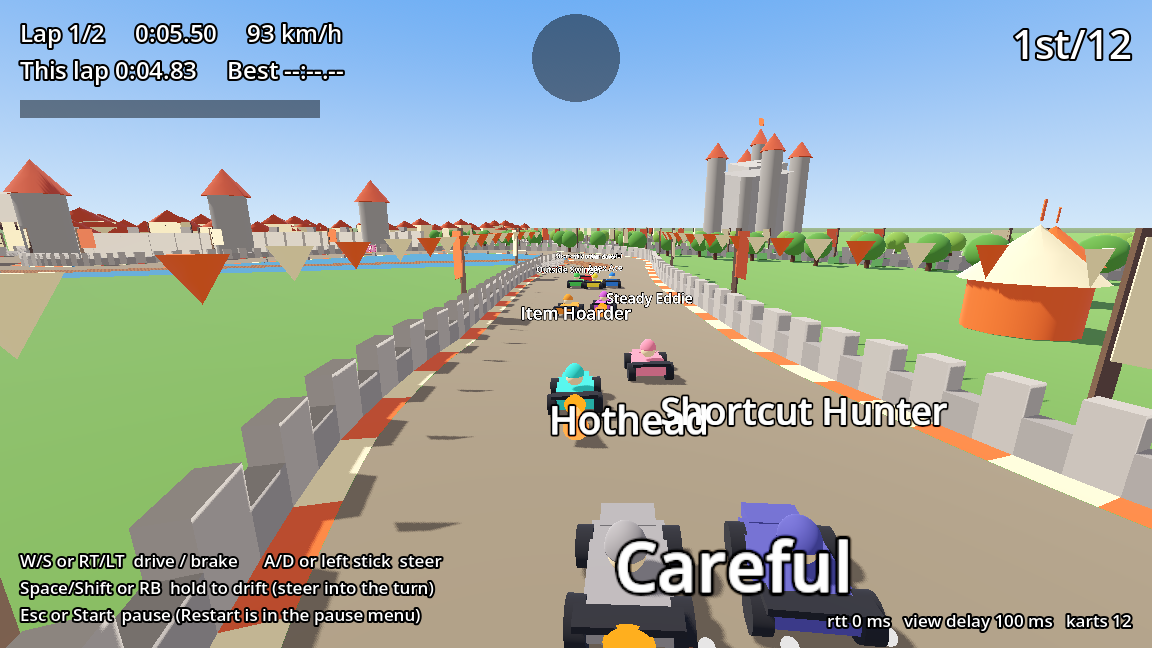 Lap 1/2 0:05.50 93 km/h
This lap 0:04.83 Best --:--.--
1st/12
Steady Eddie
Item Hoarder
Hothead
Shortcut Hunter
Careful
W/S or RT/LT drive / brake A/D or left stick steer
Space/Shift or RB hold to drift (steer into the turn)
Esc or Start pause (Restart is in the pause menu)
rtt 0 ms view delay 100 ms karts 12